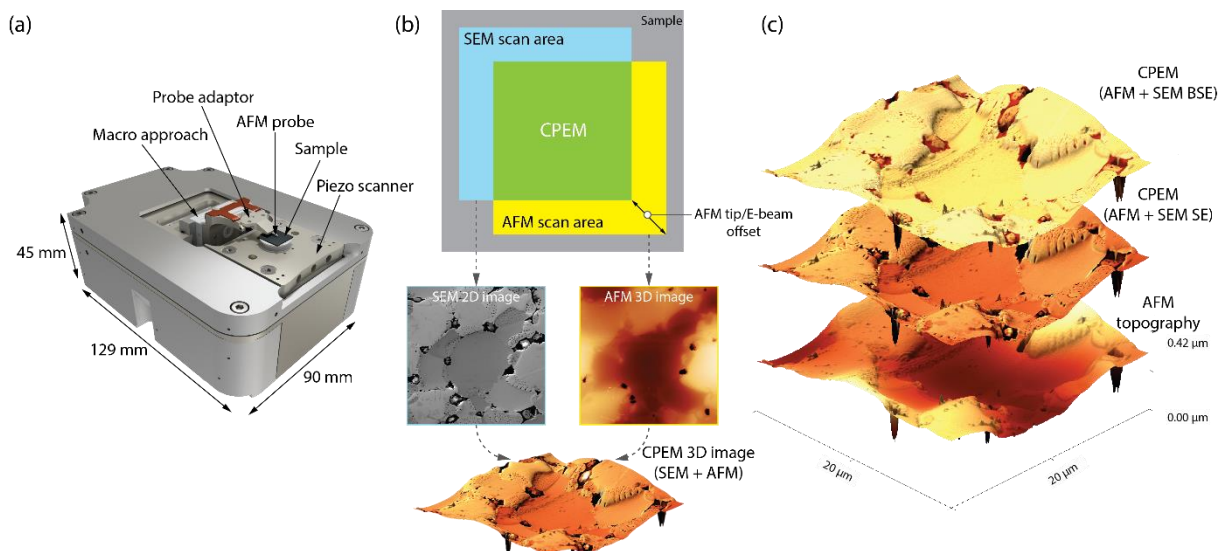 (a)
Probe adaptor
AFM probe
Macro approach
Sample
Piezo scanner
45 mm
129 mm
90 mm
(b)
Sample
SEM scan area
CPEM
AFM scan area
AFM tip/E-beam
offset
SEM 2D image
AFM 3D image
CPEM 3D image
(SEM + AFM)
(c)
CPEM
(AFM + SEM BSE)
CPEM
(AFM + SEM SE)
AFM
topography
0.42 µm
0.00 µm
20 µm
20 µm